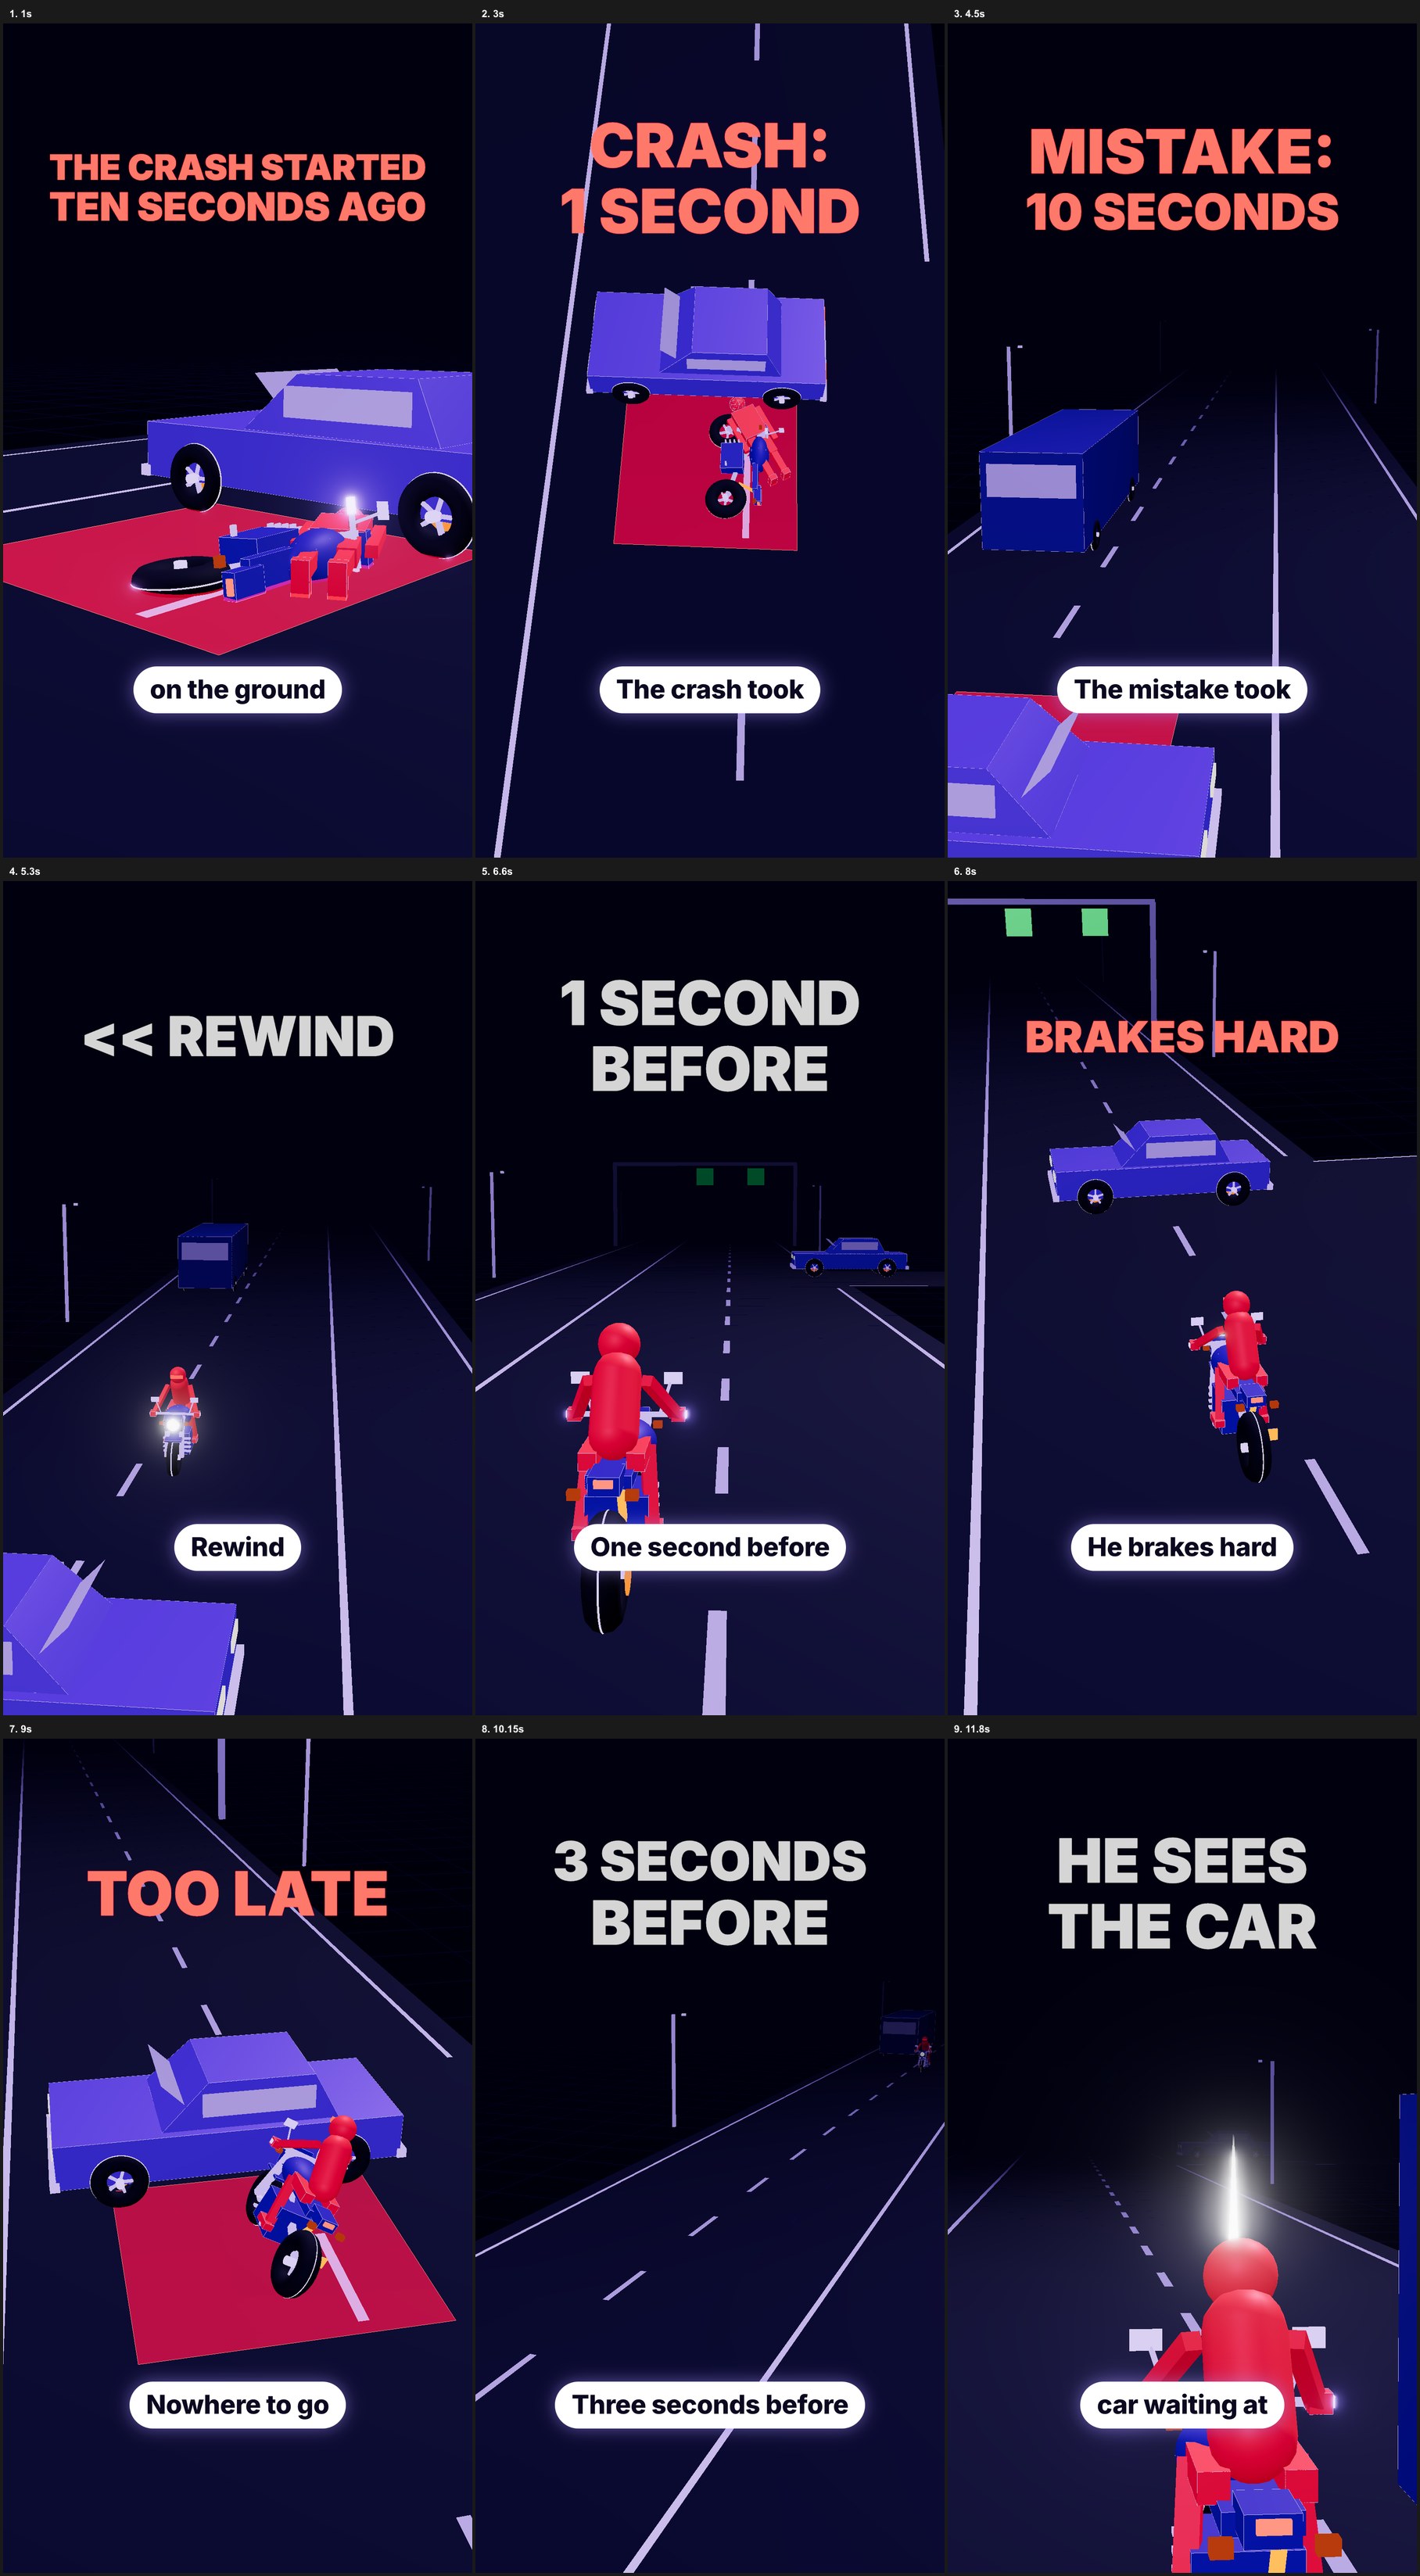 1. 1s
THE CRASH STARTED
TEN SECONDS AGO
on the ground
2. 3s
CRASH:
1 SECOND
The crash took
3. 4.5s
MISTAKE:
10 SECONDS
The mistake took
4. 5.3s
<< REWIND
Rewind
5. 6.6s
1 SECOND
BEFORE
One second before
6. 8s
BRAKES HARD
He brakes hard
7. 9s
TOO LATE
Nowhere to go
8. 10.15s
3 SECONDS
BEFORE
Three seconds before
9. 11.8s
HE SEES
THE CAR
car waiting at